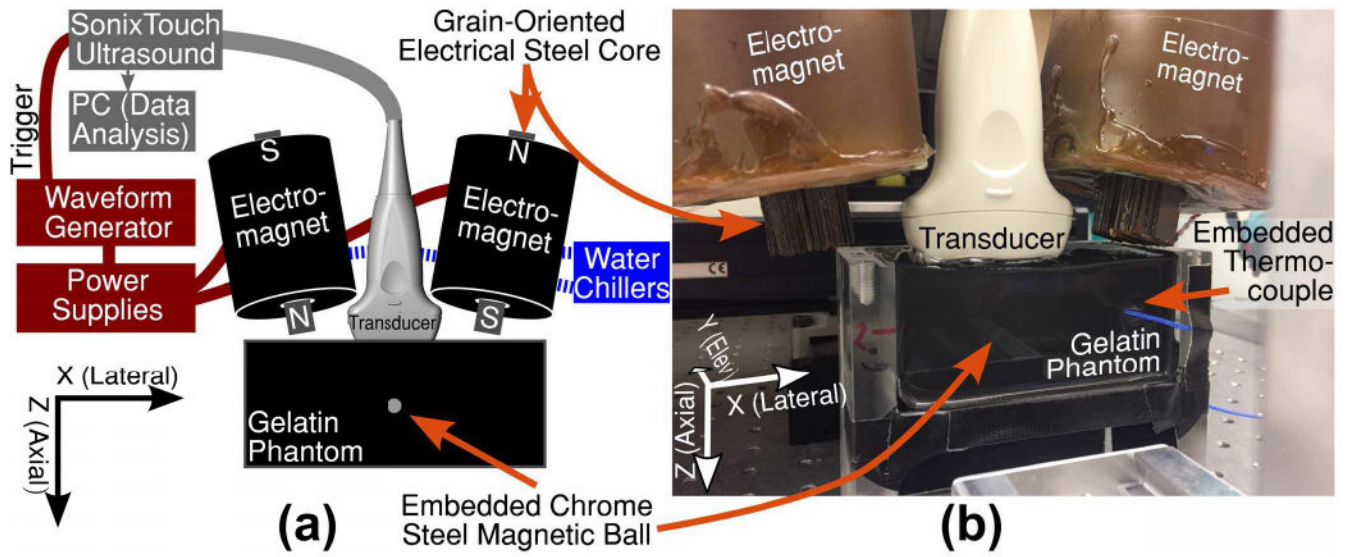 SonixTouch
Ultrasound
PC (Data
Analysis)
Trigger
Waveform
Generator
Power
Supplies
S
Electro-
magnet
N
N
Electro-
magnet
S
Transducer
Water
Chillers
Gelatin
Phantom
X (Lateral)
Z (Axial)
(a)
Grain-Oriented
Electrical Steel Core
Embedded Chrome
Steel Magnetic Ball
Electro-
magnet
Electro-
magnet
Transducer
Embedded
Thermo-
couple
Gelatin
Phantom
CE
2-
Y (Elev)
X (Lateral)
Z (Axial)
(b)